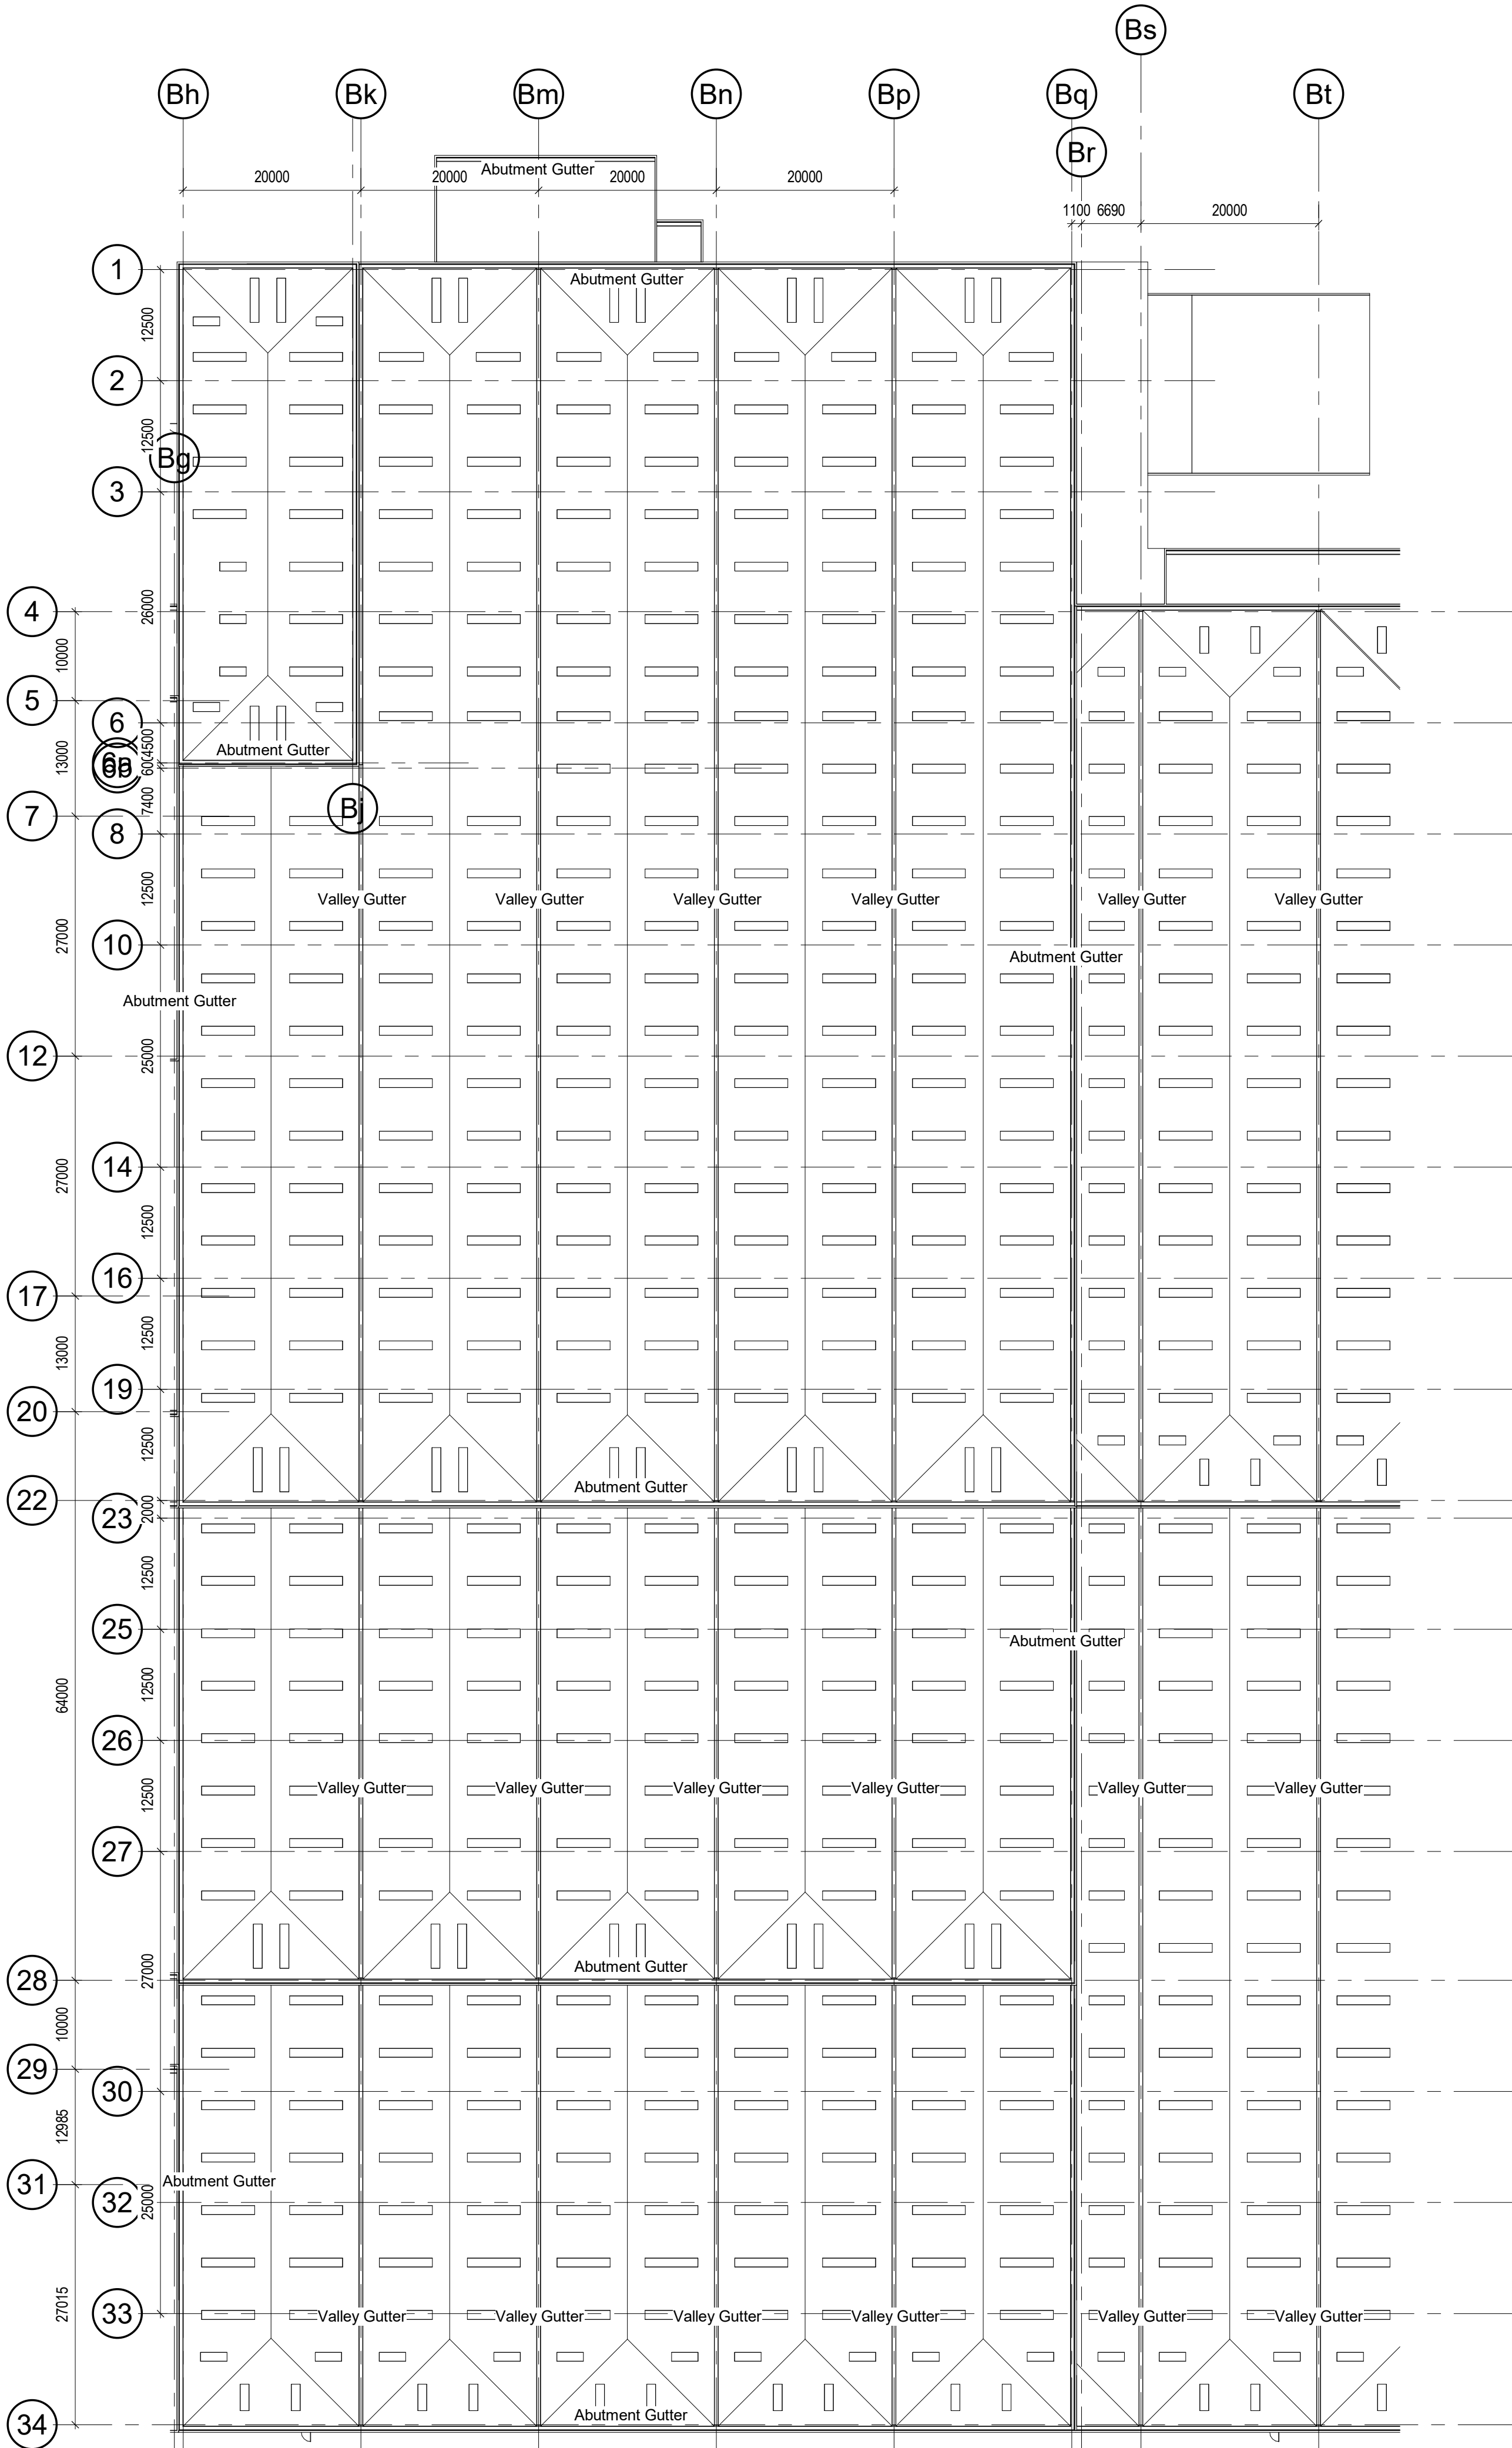 Bs
Bh
Bk
Bm
Bn
Bp
Bq
Bt
Br
Abutment Gutter
20000
20000
20000
20000
1100
6690
20000
1
Abutment Gutter
12500
2
12500
Bg
3
4
26000
10000
5
6
4500
Abutment Gutter
13000
6a
6b
600
7400
Bj
7
8
12500
Valley Gutter
Valley Gutter
Valley Gutter
Valley Gutter
Valley Gutter
Valley Gutter
27000
10
Abutment Gutter
Abutment Gutter
12
25000
14
27000
12500
16
17
12500
13000
19
20
12500
Abutment Gutter
22
2000
23
12500
25
Abutment Gutter
12500
64000
26
12500
Valley Gutter
Valley Gutter
Valley Gutter
Valley Gutter
Valley Gutter
Valley Gutter
27
27000
Abutment Gutter
28
10000
29
30
12985
31
Abutment Gutter
32
25000
27015
33
Valley Gutter
Valley Gutter
Valley Gutter
Valley Gutter
Valley Gutter
Valley Gutter
Abutment Gutter
34